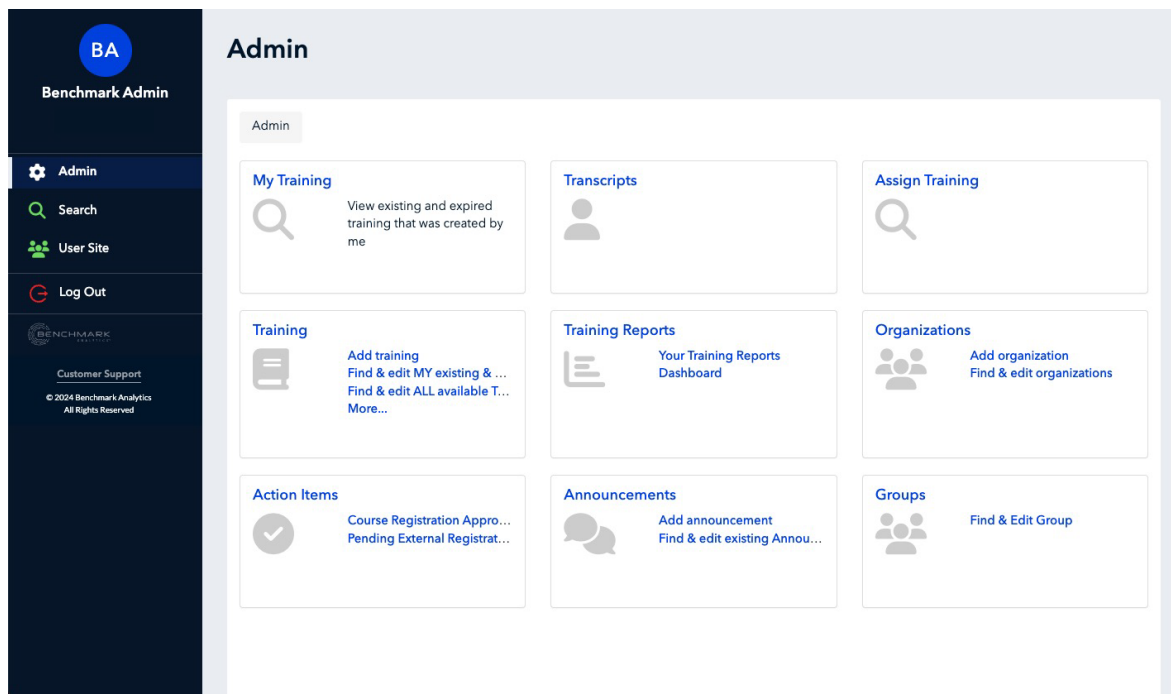 BA
Benchmark Admin
Admin
Search
User Site
Log Out
BENCHMARK
ANALYTICS
Customer Support
© 2024 Benchmark Analytics
All Rights Reserved
Admin
Admin
My Training
View existing and expired
training that was created by
me
Transcripts
Assign Training
Training
Add training
Find & edit MY existing & ...
Find & edit ALL available T...
More...
Training Reports
Your Training Reports
Dashboard
Organizations
Add organization
Find & edit organizations
Action Items
Course Registration Appro...
Pending External Registrat...
Announcements
Add announcement
Find & edit existing Annou...
Groups
Find & Edit Group